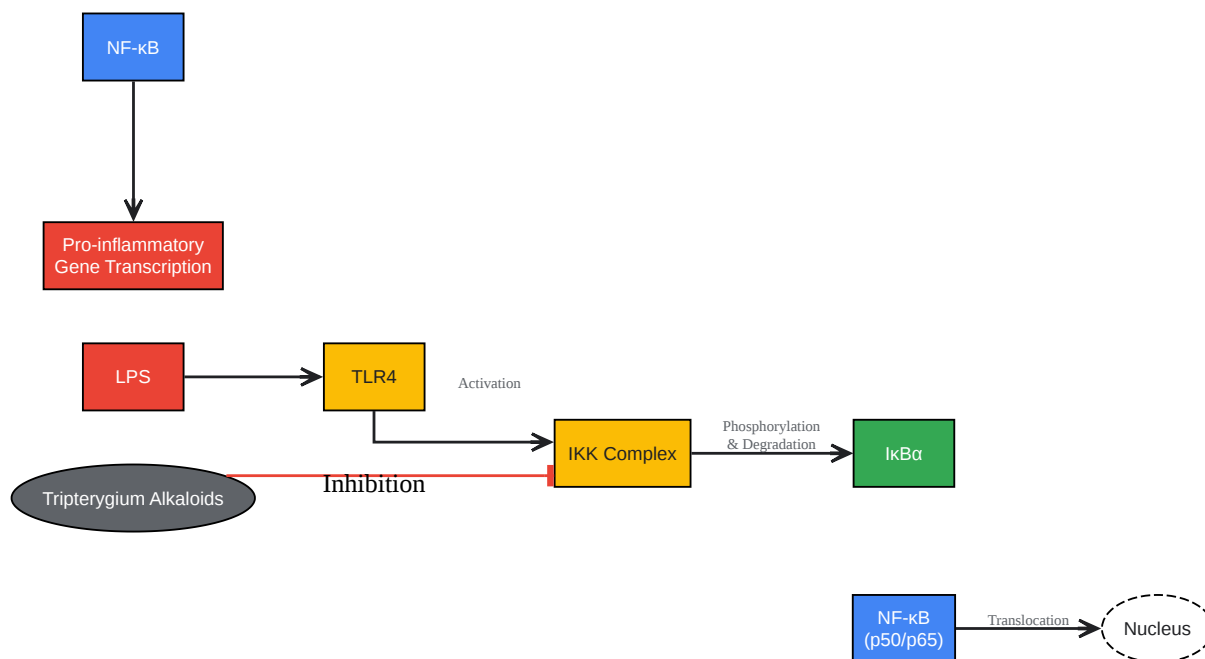 NF-κB
Pro-inflammatory
Gene Transcription
LPS
TLR4
Activation
IKK Complex
Phosphorylation
& Degradation
IκBα
Tripterygium Alkaloids
Inhibition
NF-κB
(p50/p65)
Translocation
Nucleus